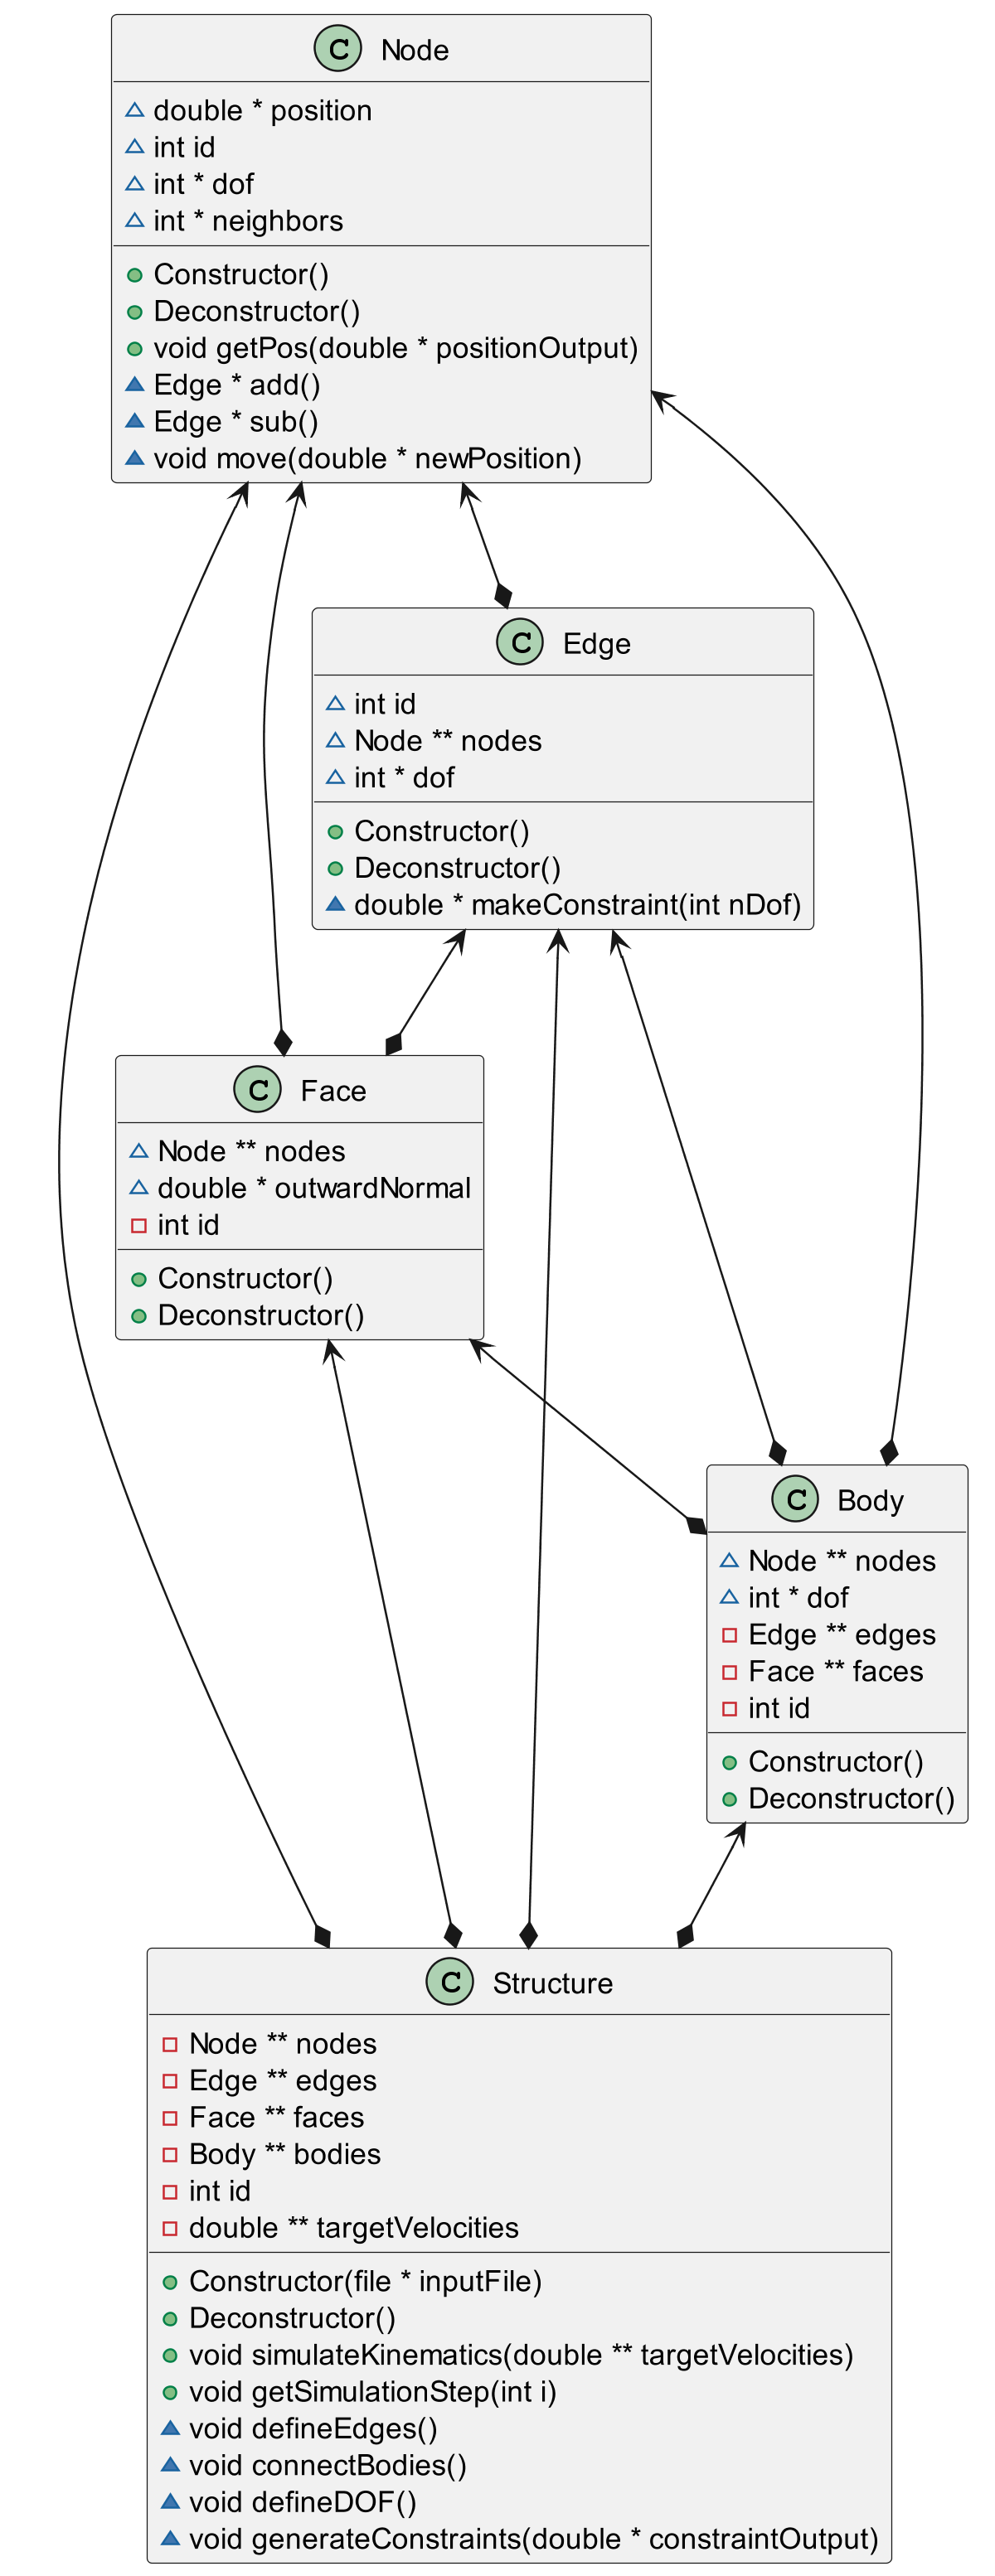 C Node
double * position
int id
int * dof
int * neighbors
Constructor()
Deconstructor()
void getPos(double * positionOutput)
Edge * add()
Edge * sub()
void move(double * newPosition)
C Edge
int id
Node ** nodes
int * dof
Constructor()
Deconstructor()
double * makeConstraint(int nDof)
C Face
Node ** nodes
double * outwardNormal
int id
Constructor()
Deconstructor()
C Body
Node ** nodes
int * dof
Edge ** edges
Face ** faces
int id
Constructor()
Deconstructor()
C Structure
Node ** nodes
Edge ** edges
Face ** faces
Body ** bodies
int id
double ** targetVelocities
Constructor(file * inputFile)
Deconstructor()
void simulateKinematics(double ** targetVelocities)
void getSimulationStep(int i)
void defineEdges()
void connectBodies()
void defineDOF()
void generateConstraints(double * constraintOutput)